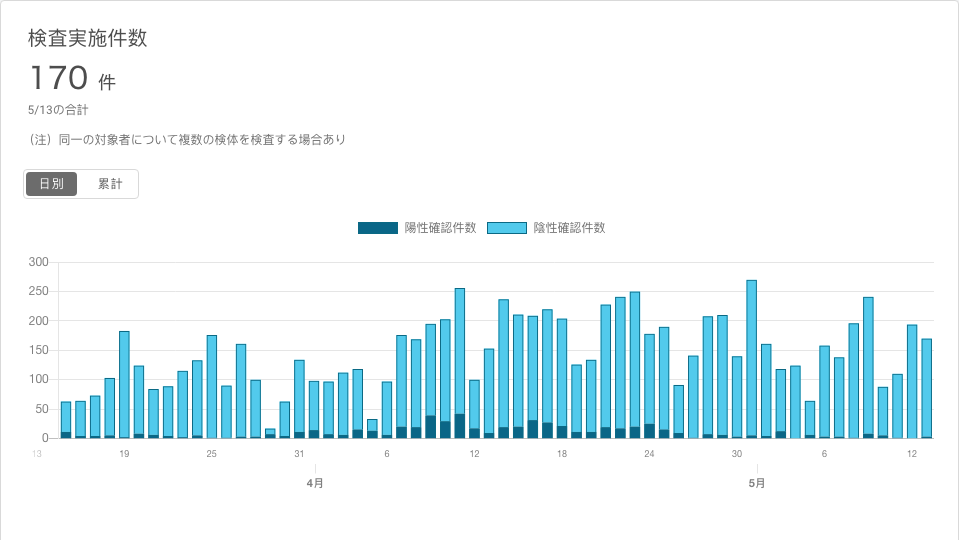 検査実施件数
170 件
5/13の合計
（注）同一の対象者について複数の検体を検査する場合あり
日別 累計
陽性確認件数 陰性確認件数
300
250
200
150
100
50
0
13 19 25 31 6 12 18 24 30 6 12
4月 5月